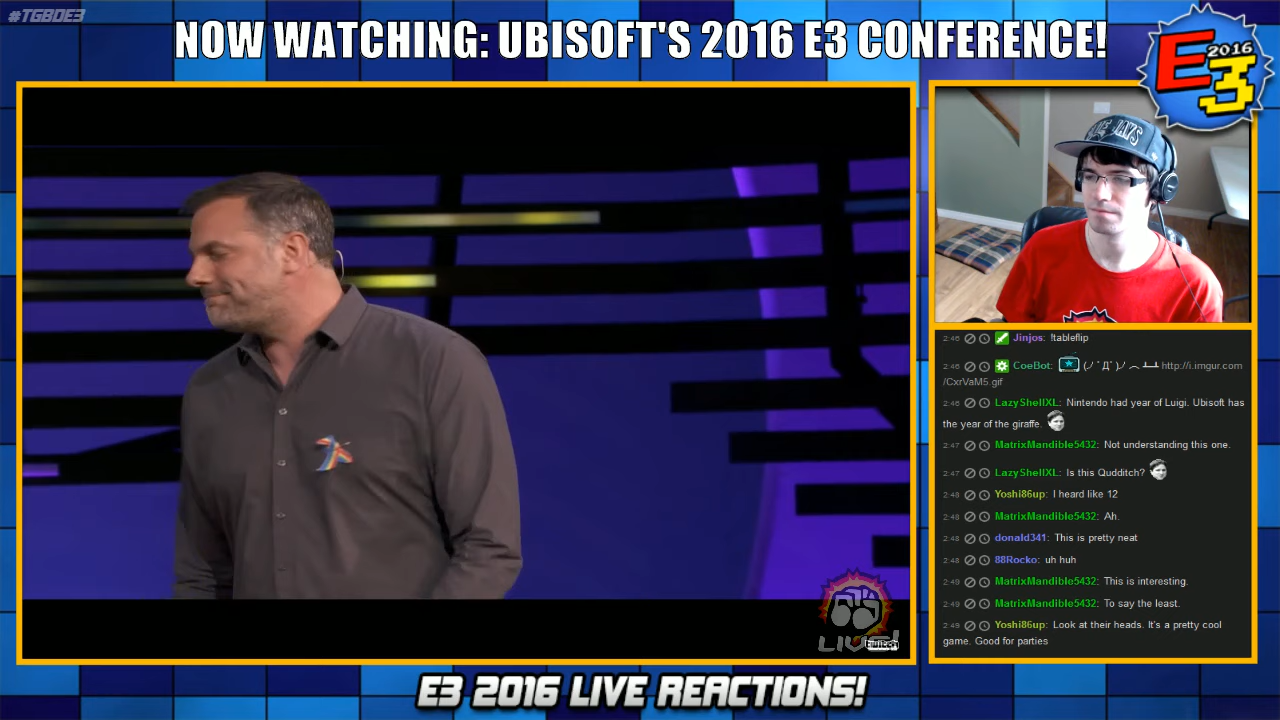 #TGBDE3
NOW WATCHING: UBISOFT'S 2016 E3 CONFERENCE!
E3 2016
JAYS
LIVE!
twitch
2:46 Jinjos: !tableflip
2:46 CoeBot: (ノ ゜Д゜)ノ ︵ ┻━┻ http://i.imgur.com
/CxrVaM5.gif
2:46 LazyShellXL: Nintendo had year of Luigi. Ubisoft has
the year of the giraffe.
2:47 MatrixMandible5432: Not understanding this one.
2:47 LazyShellXL: Is this Qudditch?
2:48 Yoshi86up: I heard like 12
2:48 MatrixMandible5432: Ah.
2:48 donald341: This is pretty neat
2:48 88Rocko: uh huh
2:49 MatrixMandible5432: This is interesting.
2:49 MatrixMandible5432: To say the least.
2:49 Yoshi86up: Look at their heads. It's a pretty cool
game. Good for parties
E3 2016 LIVE REACTIONS!